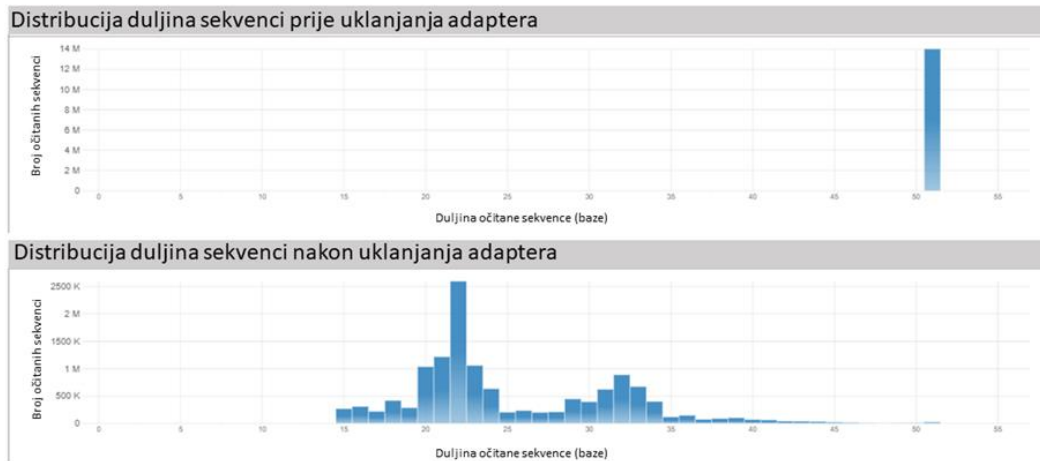 Distribucija duljina sekvenci prije uklanjanja adaptera
Broj očitanih sekvenci
14 M
12 M
10 M
8 M
6 M
4 M
2 M
0
0 5 10 15 20 25 30 35 40 45 50 55
Duljina očitane sekvence (baze)
Distribucija duljina sekvenci nakon uklanjanja adaptera
Broj očitanih sekvenci
2500 K
2 M
1500 K
1 M
500 K
0
0 5 10 15 20 25 30 35 40 45 50 55
Duljina očitane sekvence (baze)